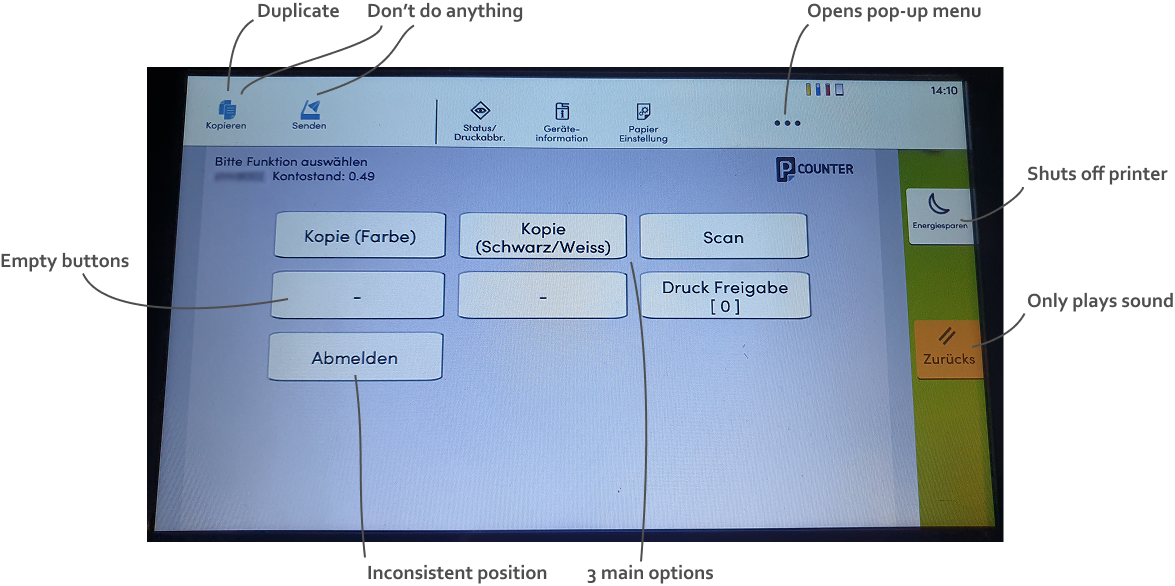 Duplicate
Don't do anything
Opens pop-up menu
14:10
Kopieren
Senden
Status/
Druckabbr.
Geräte-
information
Papier
Einstellung
Bitte Funktion auswählen
Kontostand: 0.49
P COUNTER
Shuts off printer
Energiesparen
Kopie (Farbe)
Kopie
(Schwarz/Weiss)
Scan
Empty buttons
-
-
Druck Freigabe
[ 0 ]
Only plays sound
Zurücks
Abmelden
Inconsistent position
3 main options